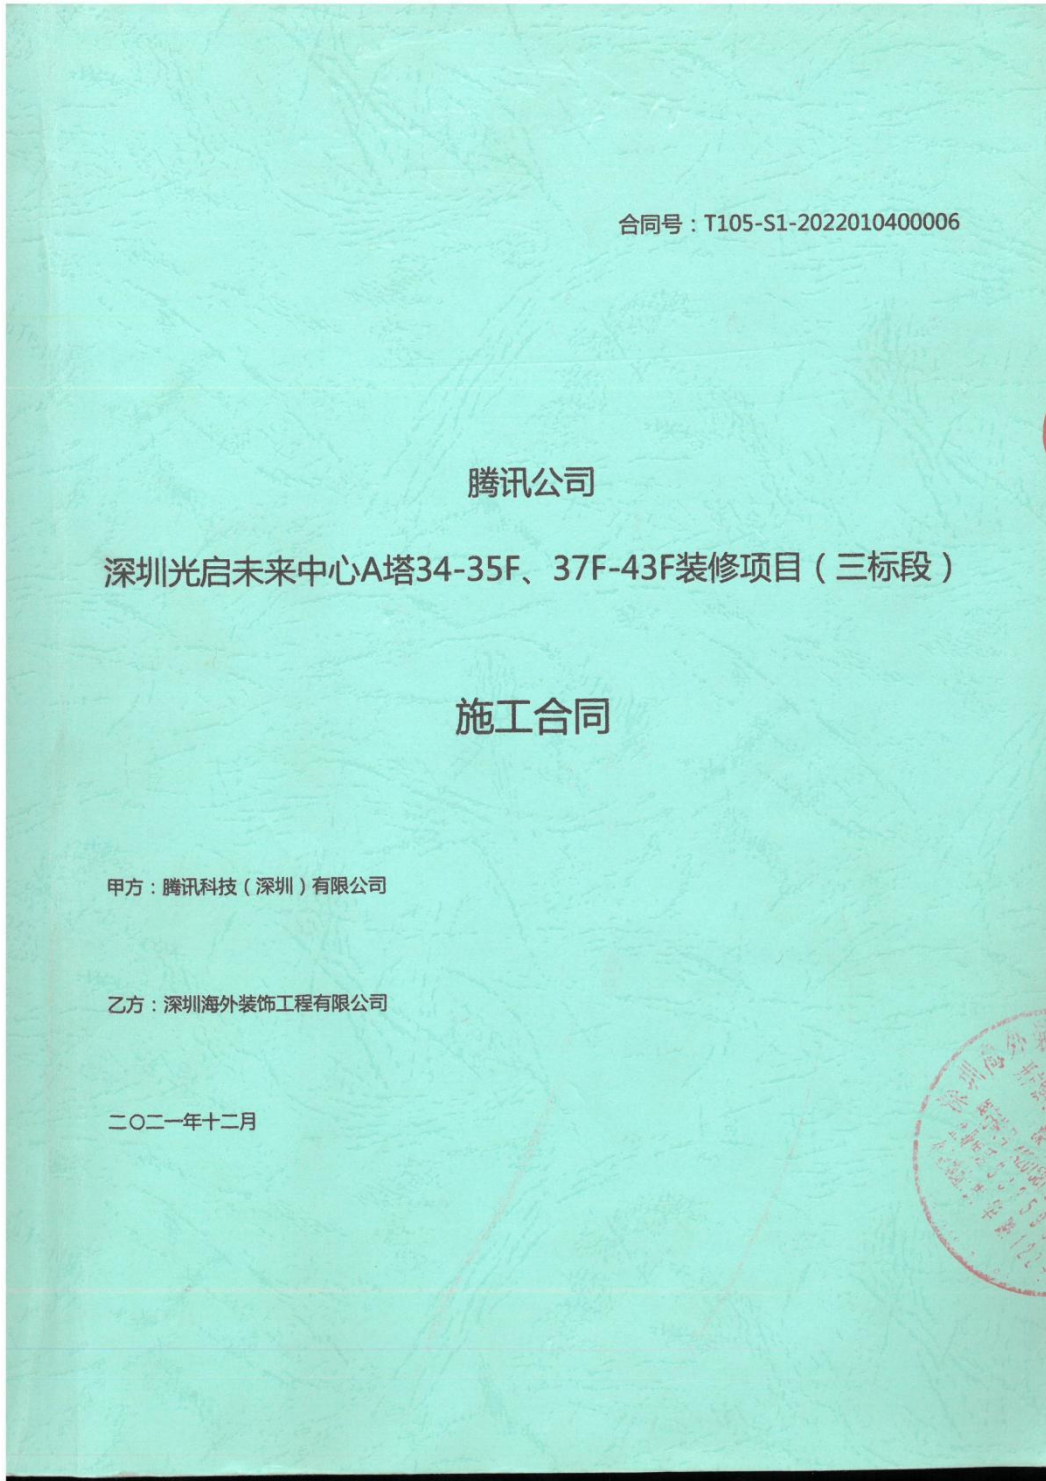 合同号：T105-S1-2022010400006
腾讯公司
深圳光启未来中心A塔34-35F、37F-43F装修项目（三标段）
施工合同
甲方：腾讯科技（深圳）有限公司
乙方：深圳海外装饰工程有限公司
二〇二一年十二月